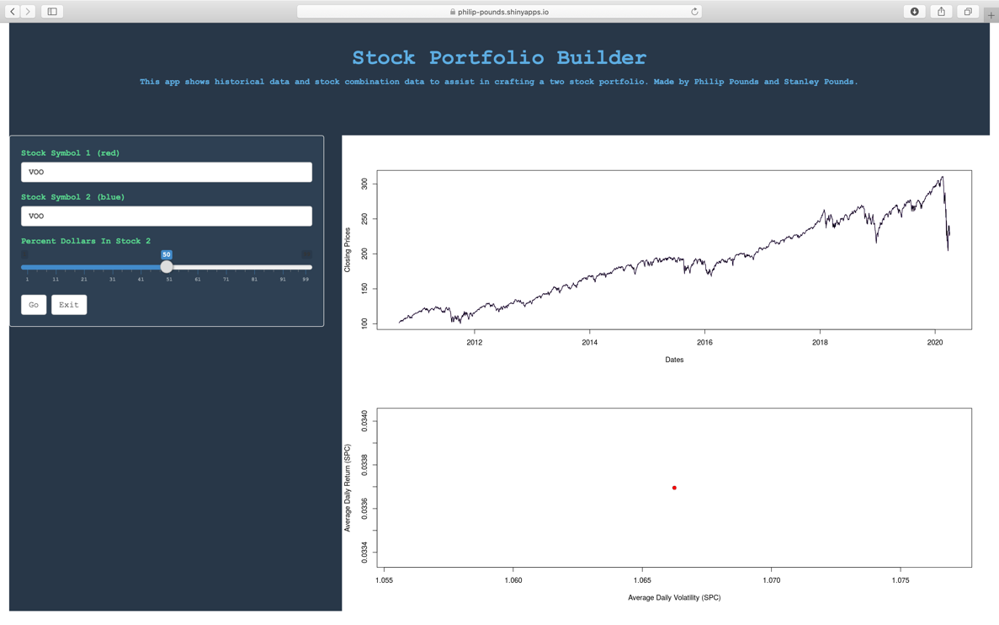 philip-pounds.shinyapps.io
Stock Portfolio Builder
This app shows historical data and stock combination data to assist in crafting a two stock portfolio. Made by Philip Pounds and Stanley Pounds.
Stock Symbol 1 (red)
VOO
Stock Symbol 2 (blue)
VOO
Percent Dollars In Stock 2
50
1 11 21 31 41 51 61 71 81 91 99
Go Exit
Closing Prices
300
250
200
150
100
2012 2014 2016 2018 2020
Dates
Average Daily Return (SPC)
0.0340
0.0338
0.0336
0.0334
1.055 1.060 1.065 1.070 1.075
Average Daily Volatility (SPC)